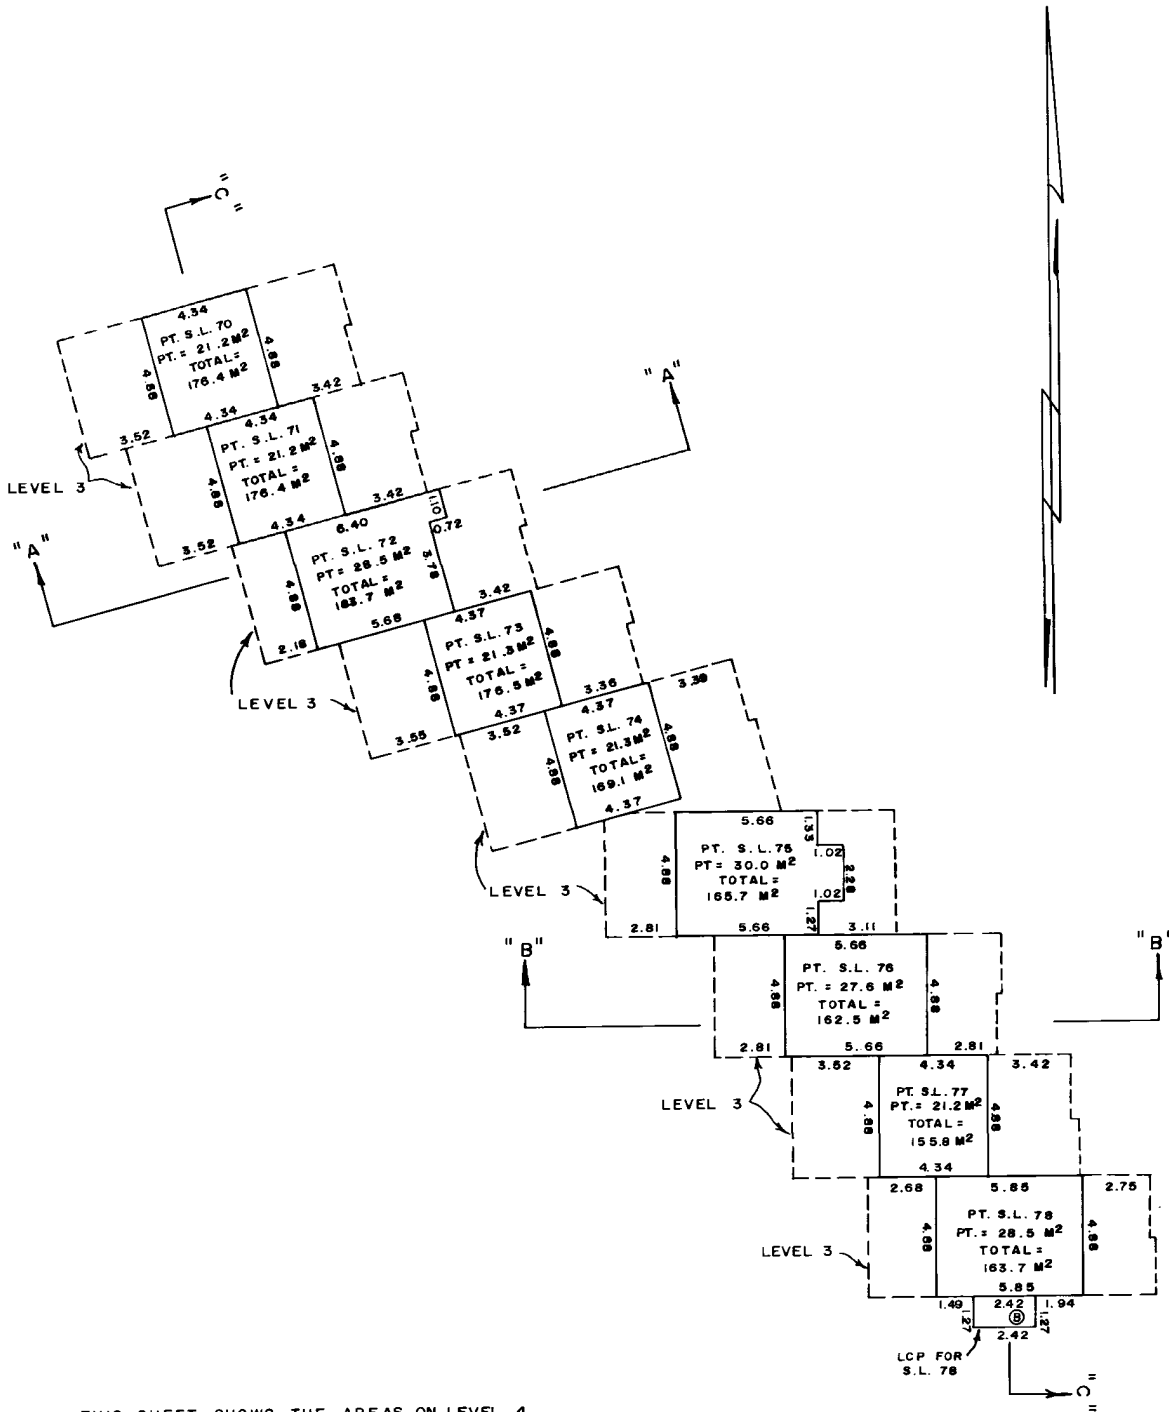 "C"
4.34
PT. S.L. 70
PT. = 21.2 M²
TOTAL =
176.4 M²
4.88
4.88
4.34
3.42
3.52
LEVEL 3
"A"
4.34
PT. S.L. 71
PT. = 21.2 M²
TOTAL =
176.4 M²
4.88
4.88
4.34
3.42
3.52
"A"
6.40
1.10
0.72
PT. S.L. 72
PT = 28.5 M²
TOTAL =
183.7 M²
4.88
3.78
5.68
3.42
2.18
LEVEL 3
4.37
PT. S.L. 73
PT = 21.3 M²
TOTAL =
176.5 M²
4.88
4.88
4.37
3.36
3.55
3.52
4.37
3.38
PT. S.L. 74
PT = 21.3 M²
TOTAL =
169.1 M²
4.88
4.88
4.37
LEVEL 3
5.66
1.33
1.02
PT. S.L. 75
PT = 30.0 M²
TOTAL =
165.7 M²
4.88
2.28
1.02
1.27
2.81
5.66
3.11
"B"
"B"
5.66
PT. S.L. 76
PT. = 27.6 M²
TOTAL =
162.5 M²
4.88
4.88
2.81
5.66
2.81
LEVEL 3
3.52
4.34
3.42
PT. S.L. 77
PT. = 21.2 M²
TOTAL =
155.8 M²
4.88
4.88
4.34
2.68
5.85
2.75
PT. S.L. 78
PT. = 28.5 M²
TOTAL =
163.7 M²
4.88
4.88
5.85
LEVEL 3
1.49
2.42
1.94
1.27
B
1.27
2.42
LCP FOR
S.L. 78
"C"
THIS SHEET SHOWS THE AREAS ON LEVEL 4